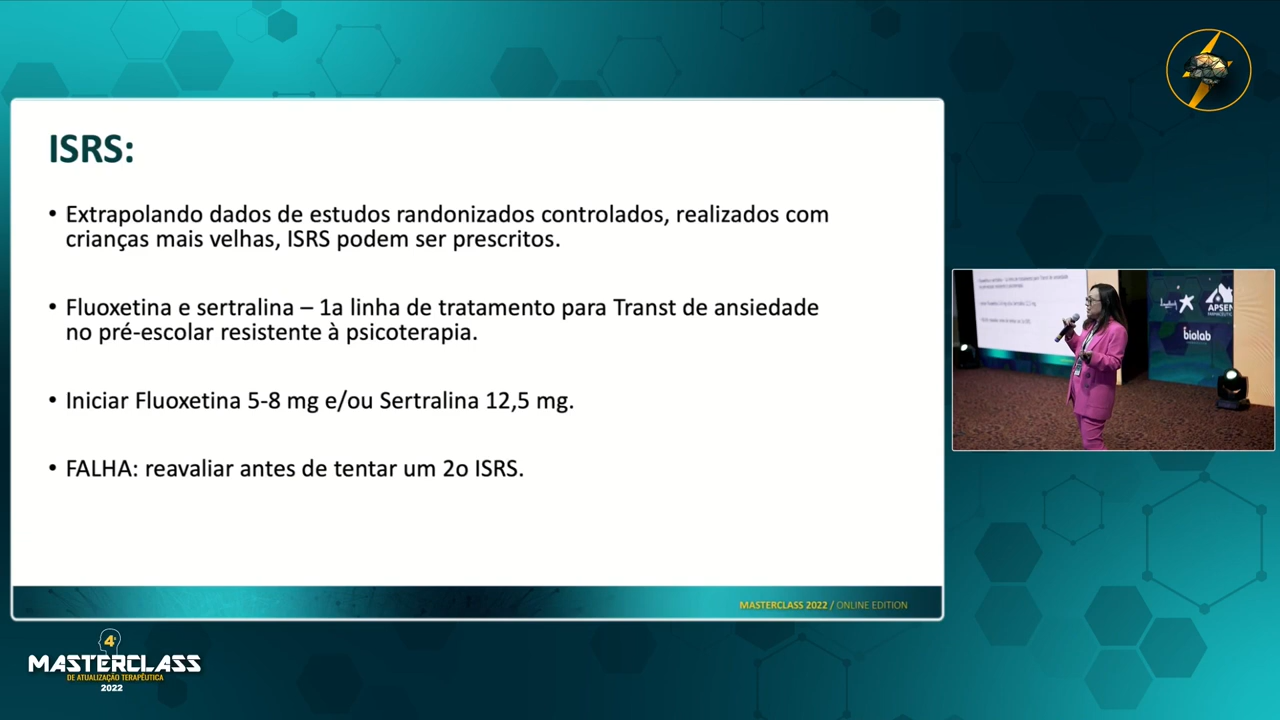 ISRS:
• Extrapolando dados de estudos randonizados controlados, realizados com
crianças mais velhas, ISRS podem ser prescritos.
• Fluoxetina e sertralina – 1a linha de tratamento para Transt de ansiedade
no pré-escolar resistente à psicoterapia.
• Iniciar Fluoxetina 5-8 mg e/ou Sertralina 12,5 mg.
• FALHA: reavaliar antes de tentar um 2o ISRS.
MASTERCLASS 2022 / ONLINE EDITION
APSEN
biolab
4ª
MASTERCLASS
DE ATUALIZAÇÃO TERAPÊUTICA
2022